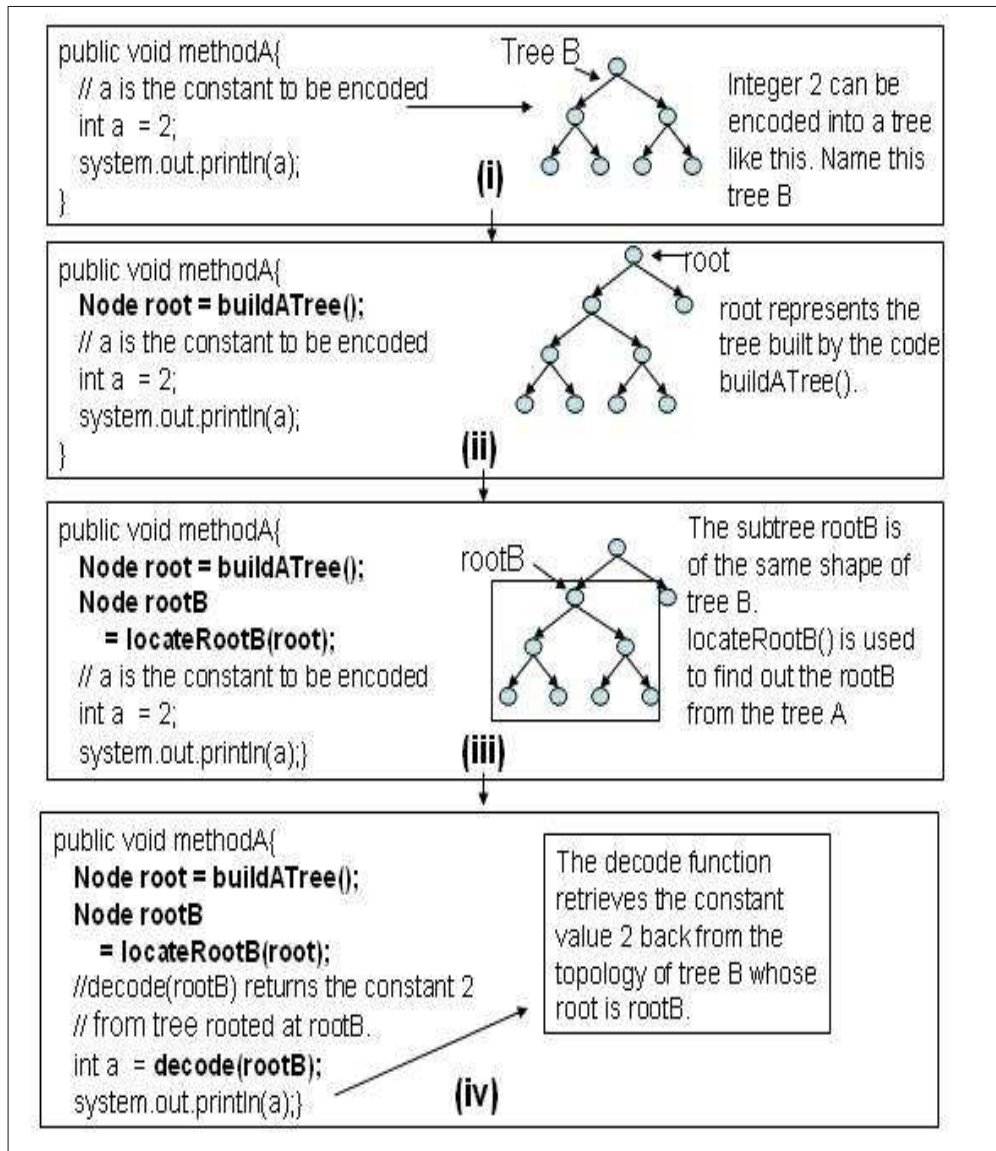 public void methodA{
// a is the constant to be encoded
int a = 2;
system.out.println(a);
}
Tree B
Integer 2 can be
encoded into a tree
like this. Name this
tree B
(i)
public void methodA{
Node root = buildATree();
// a is the constant to be encoded
int a = 2;
system.out.println(a);
}
root
root represents the
tree built by the code
buildATree().
(ii)
public void methodA{
Node root = buildATree();
Node rootB
= locateRootB(root);
// a is the constant to be encoded
int a = 2;
system.out.println(a);}
rootB
The subtree rootB is
of the same shape of
tree B.
locateRootB() is used
to find out the rootB
from the tree A
(iii)
public void methodA{
Node root = buildATree();
Node rootB
= locateRootB(root);
//decode(rootB) returns the constant 2
// from tree rooted at rootB.
int a = decode(rootB);
system.out.println(a);}
The decode function
retrieves the constant
value 2 back from the
topology of tree B whose
root is rootB.
(iv)